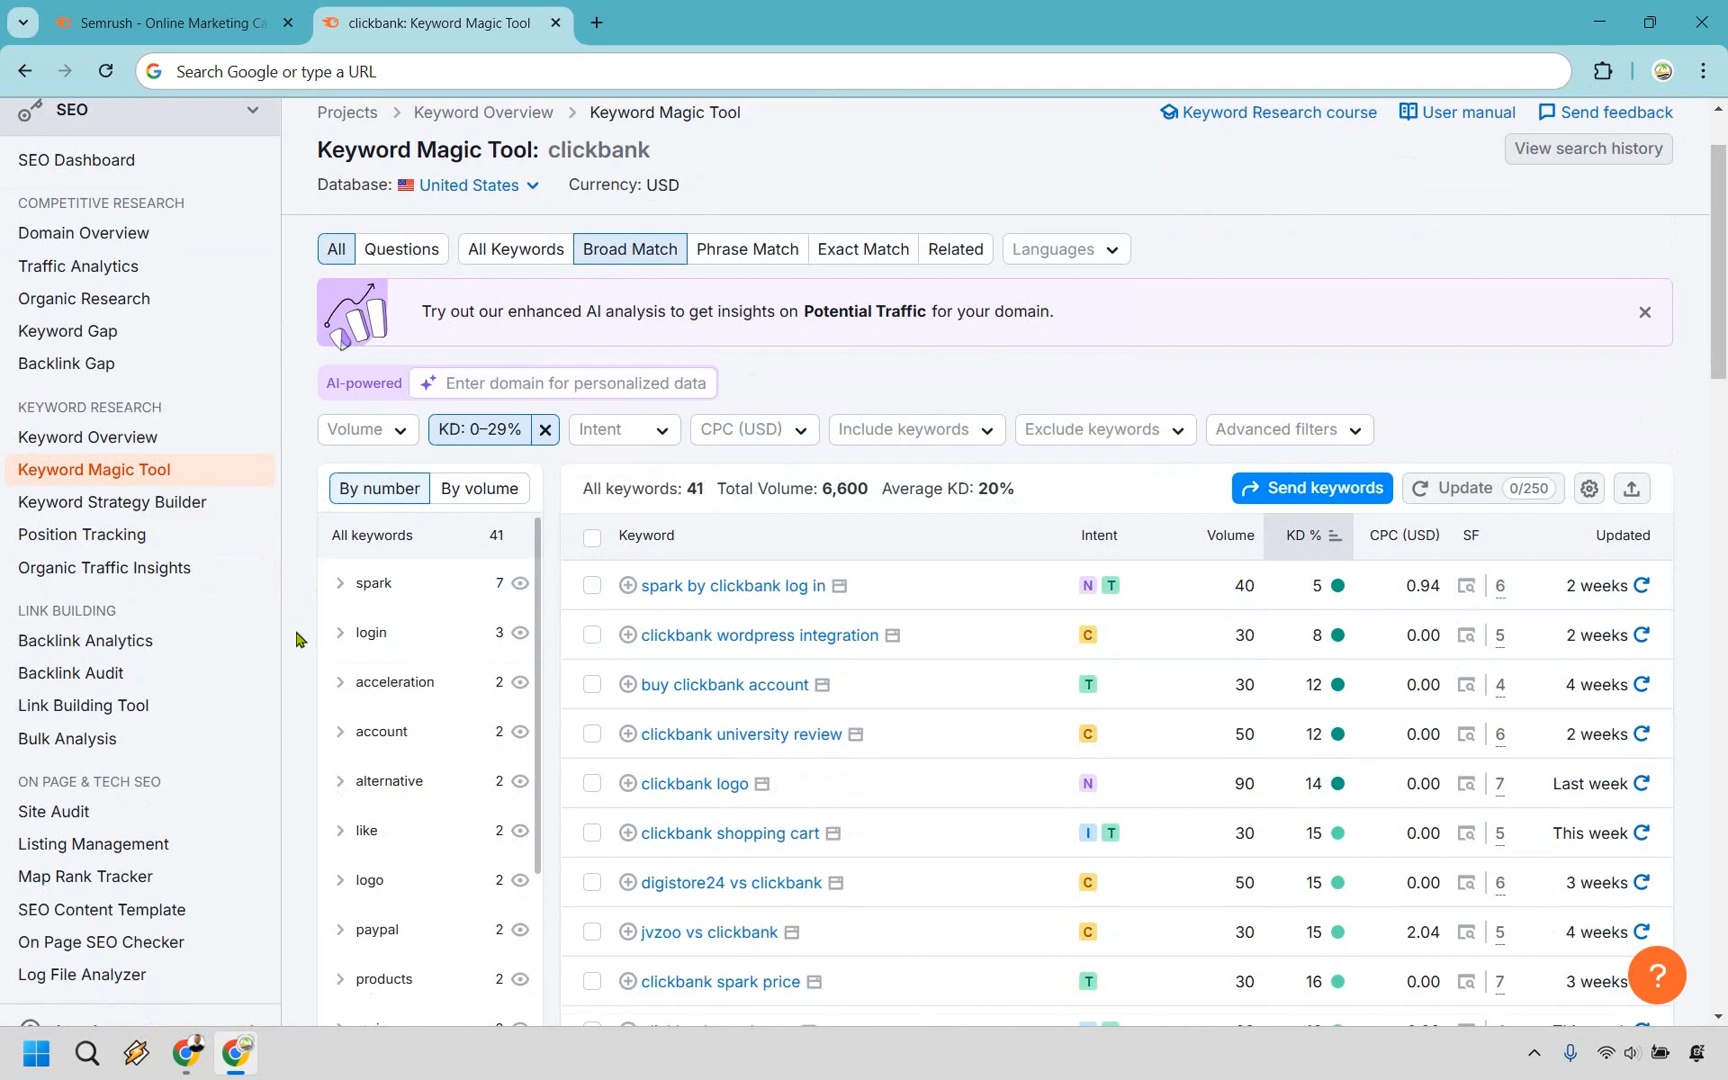 Semrush - Online Marketing Ca
clickbank: Keyword Magic Tool
Search Google or type a URL
SEO
SEO Dashboard
COMPETITIVE RESEARCH
Domain Overview
Traffic Analytics
Organic Research
Keyword Gap
Backlink Gap
KEYWORD RESEARCH
Keyword Overview
Keyword Magic Tool
Keyword Strategy Builder
Position Tracking
Organic Traffic Insights
LINK BUILDING
Backlink Analytics
Backlink Audit
Link Building Tool
Bulk Analysis
ON PAGE & TECH SEO
Site Audit
Listing Management
Map Rank Tracker
SEO Content Template
On Page SEO Checker
Log File Analyzer
Projects > Keyword Overview > Keyword Magic Tool
Keyword Research course User manual Send feedback
Keyword Magic Tool: clickbank
View search history
Database: United States Currency: USD
All Questions All Keywords Broad Match Phrase Match Exact Match Related Languages
Try out our enhanced AI analysis to get insights on Potential Traffic for your domain.
AI-powered Enter domain for personalized data
Volume KD: 0–29% Intent CPC (USD) Include keywords Exclude keywords Advanced filters
By number By volume
All keywords 41
spark 7
login 3
acceleration 2
account 2
alternative 2
like 2
logo 2
paypal 2
products 2
All keywords: 41 Total Volume: 6,600 Average KD: 20%
Send keywords Update 0/250
Keyword Intent Volume KD % CPC (USD) SF Updated
spark by clickbank log in N T 40 5 0.94 6 2 weeks
clickbank wordpress integration C 30 8 0.00 5 2 weeks
buy clickbank account T 30 12 0.00 4 4 weeks
clickbank university review C 50 12 0.00 6 2 weeks
clickbank logo N 90 14 0.00 7 Last week
clickbank shopping cart I T 30 15 0.00 5 This week
digistore24 vs clickbank C 50 15 0.00 6 3 weeks
jvzoo vs clickbank C 30 15 2.04 5 4 weeks
clickbank spark price T 30 16 0.00 7 3 weeks
?